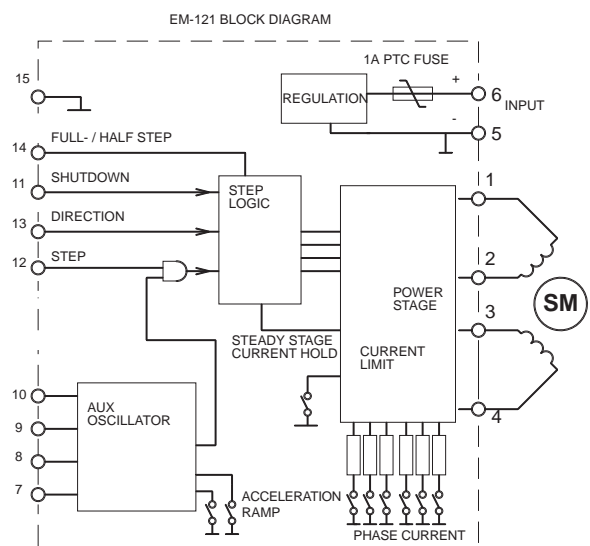 EM-121 BLOCK DIAGRAM
1A PTC FUSE
15
REGULATION
+
6
INPUT
-
5
14
FULL- / HALF STEP
11
SHUTDOWN
STEP
LOGIC
1
13
DIRECTION
12
STEP
2
POWER
STAGE
SM
3
STEADY STAGE
CURRENT HOLD
CURRENT
LIMIT
10
AUX
OSCILLATOR
4
9
8
7
ACCELERATION
RAMP
PHASE CURRENT